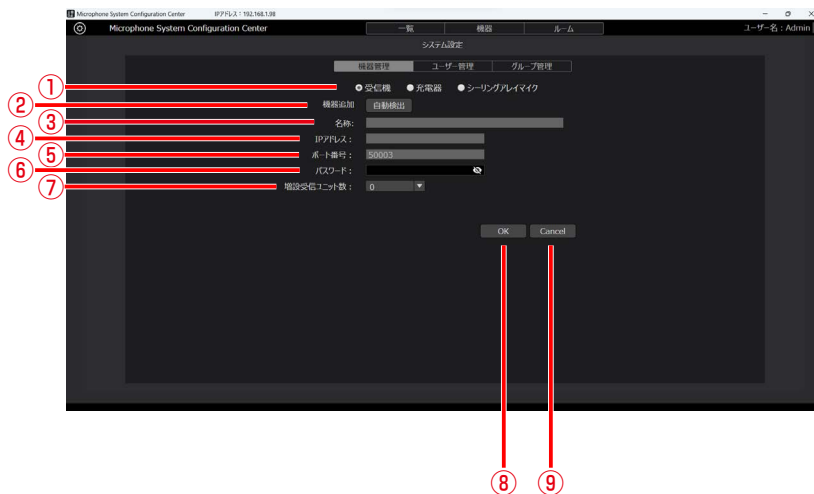 Microphone System Configuration Center IPアドレス：192.168.1.98
Microphone System Configuration Center 一覧 機器 ルーム ユーザー名：Admin
システム設定
機器管理 ユーザー管理 グループ管理
① 受信機 充電器 シーリングアレイマイク
② 機器追加 自動検出
③ 名称:
④ IPアドレス：
⑤ ポート番号： 50003
⑥ パスワード：
⑦ 増設受信ユニット数： 0
OK Cancel
⑧ ⑨